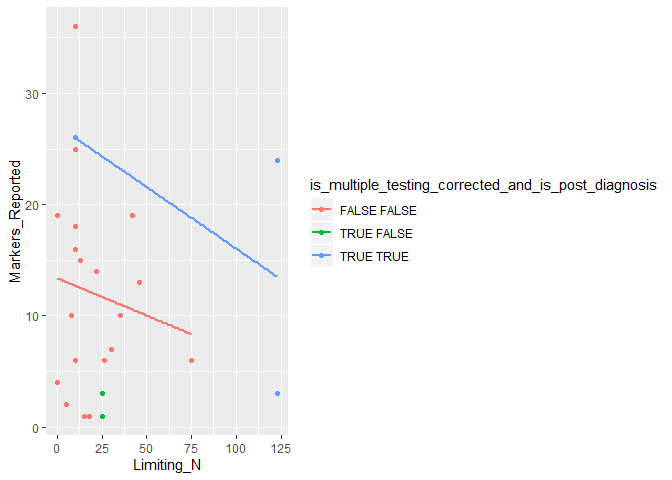 30
20
10
0
Markers_Reported
0 25 50 75 100 125
Limiting_N
is_multiple_testing_corrected_and_is_post_diagnosis
FALSE FALSE
TRUE FALSE
TRUE TRUE